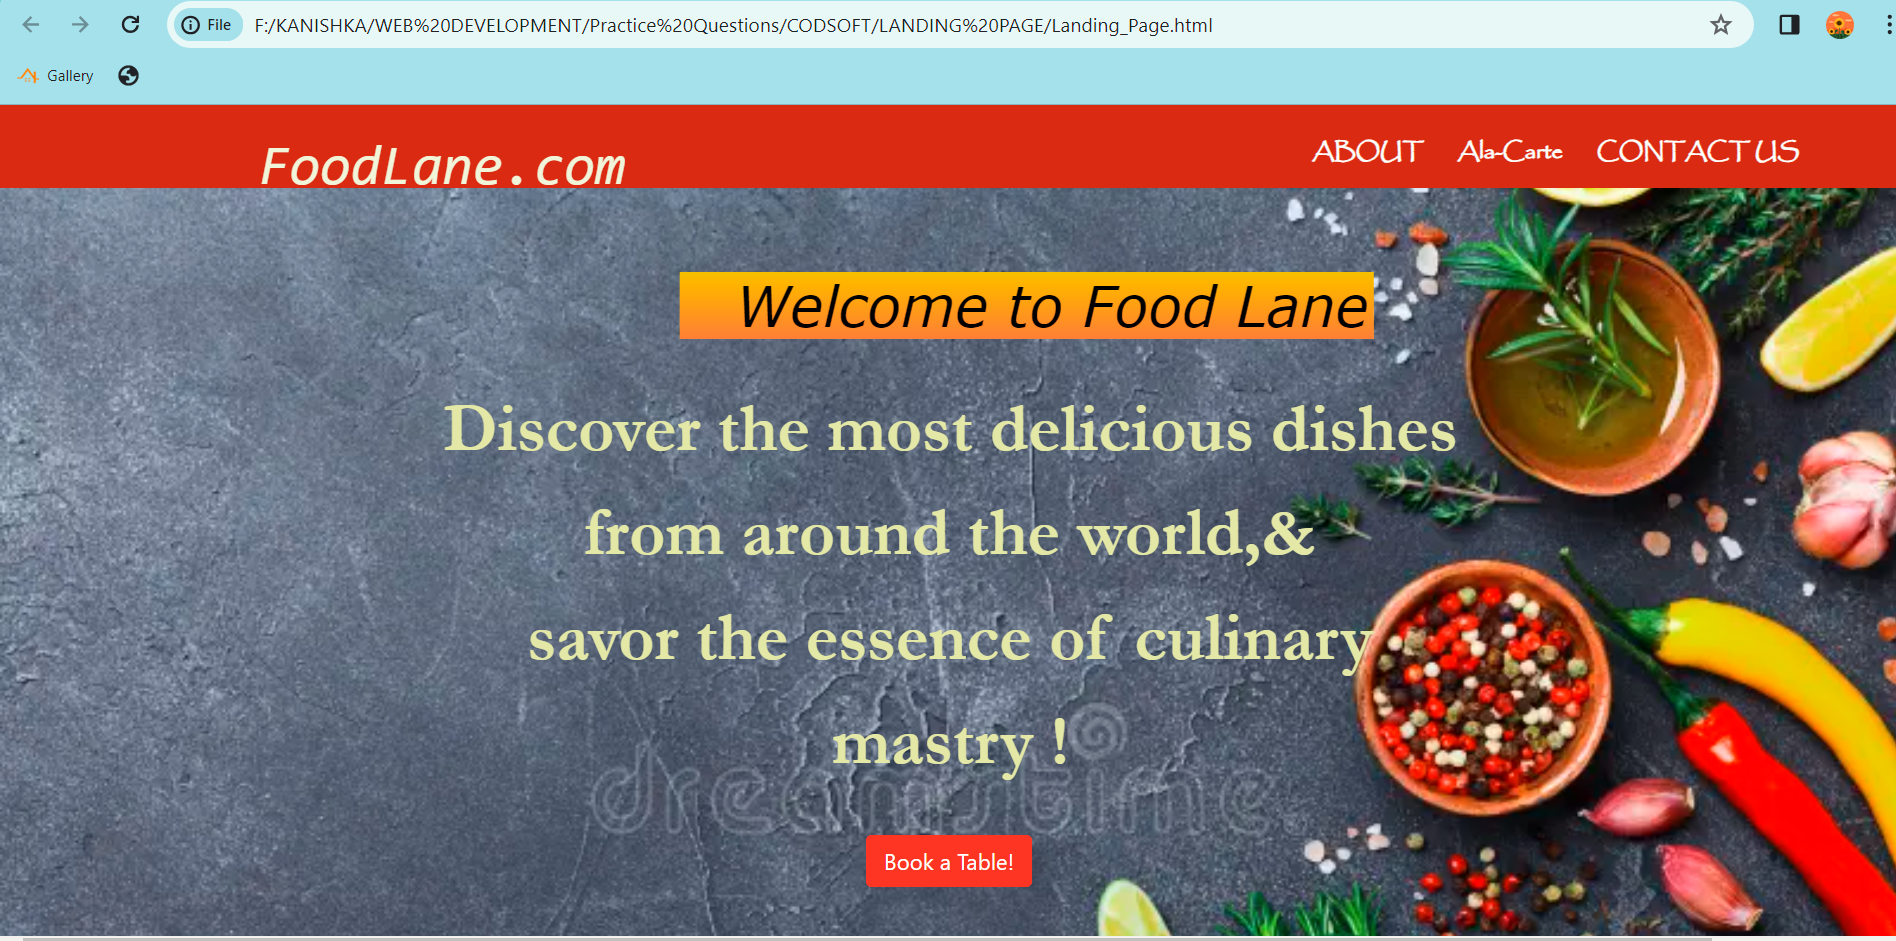 File F:/KANISHKA/WEB%20DEVELOPMENT/Practice%20Questions/CODSOFT/LANDING%20PAGE/Landing_Page.html
Gallery
FoodLane.com
ABOUT Ala-Carte CONTACT US
Welcome to Food Lane
Discover the most delicious dishes
from around the world,&
savor the essence of culinary
mastry !
dreamstime
Book a Table!